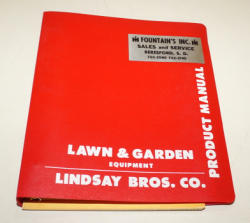 FOUNTAIN'S INC.
SALES and SERVICE
BERESFORD, S. D.
PRODUCT MANUAL
LAWN & GARDEN
EQUIPMENT
LINDSAY BROS. CO.